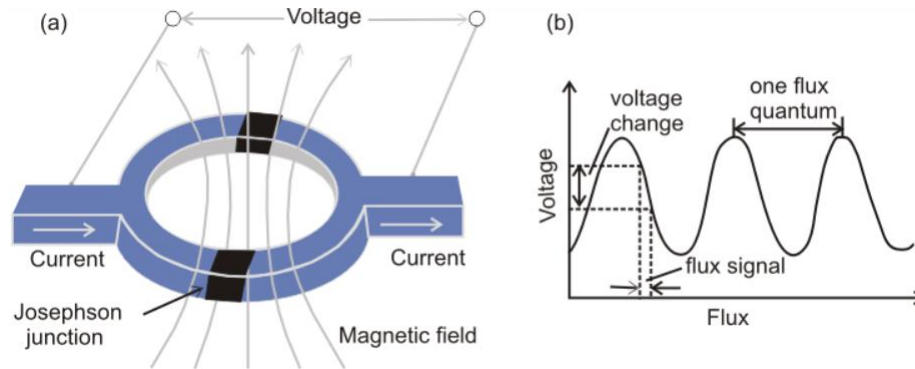 (a)
Voltage
Current
Current
Josephson
junction
Magnetic field
(b)
voltage
change
one flux
quantum
Voltage
flux signal
Flux